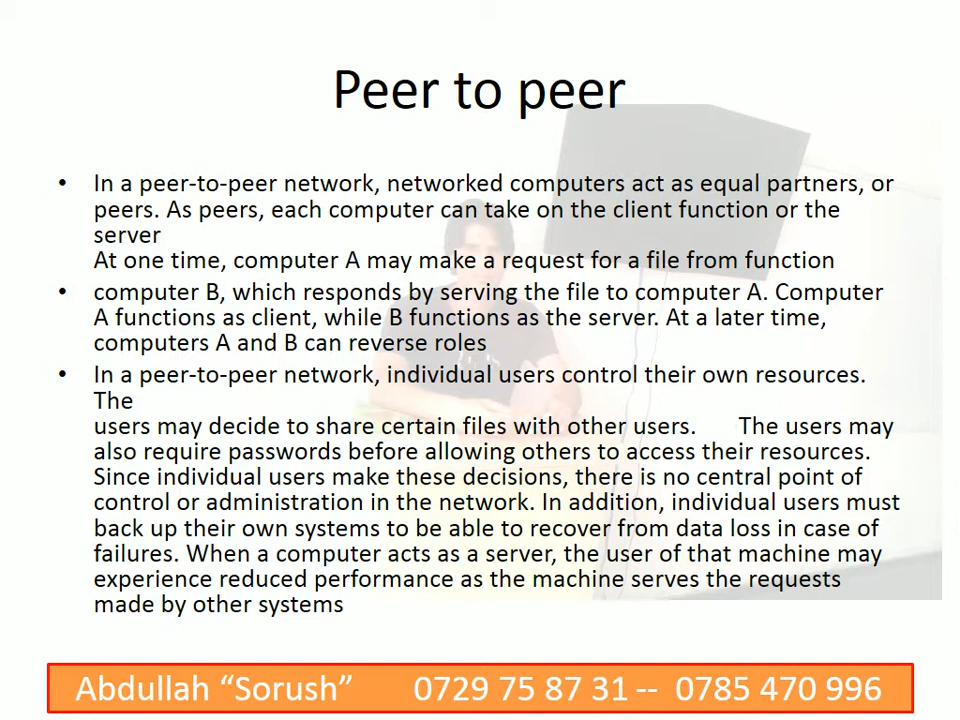 Peer to peer
• In a peer-to-peer network, networked computers act as equal partners, or
peers. As peers, each computer can take on the client function or the
server
At one time, computer A may make a request for a file from function
• computer B, which responds by serving the file to computer A. Computer
A functions as client, while B functions as the server. At a later time,
computers A and B can reverse roles
• In a peer-to-peer network, individual users control their own resources.
The
users may decide to share certain files with other users. The users may
also require passwords before allowing others to access their resources.
Since individual users make these decisions, there is no central point of
control or administration in the network. In addition, individual users must
back up their own systems to be able to recover from data loss in case of
failures. When a computer acts as a server, the user of that machine may
experience reduced performance as the machine serves the requests
made by other systems
Abdullah “Sorush” 0729 75 87 31 -- 0785 470 996